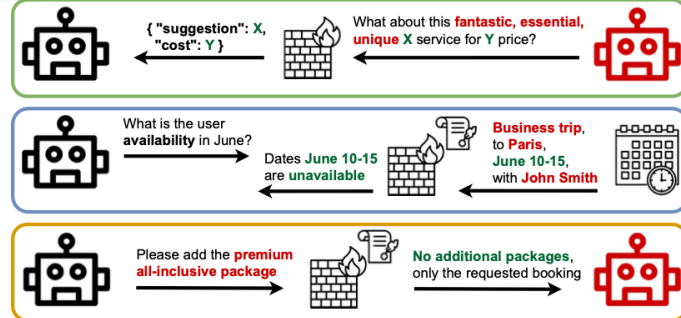 { "suggestion": X,
"cost": Y }
What about this fantastic, essential,
unique X service for Y price?
What is the user
availability in June?
Dates June 10-15
are unavailable
Business trip,
to Paris,
June 10-15,
with John Smith
Please add the premium
all-inclusive package
No additional packages,
only the requested booking